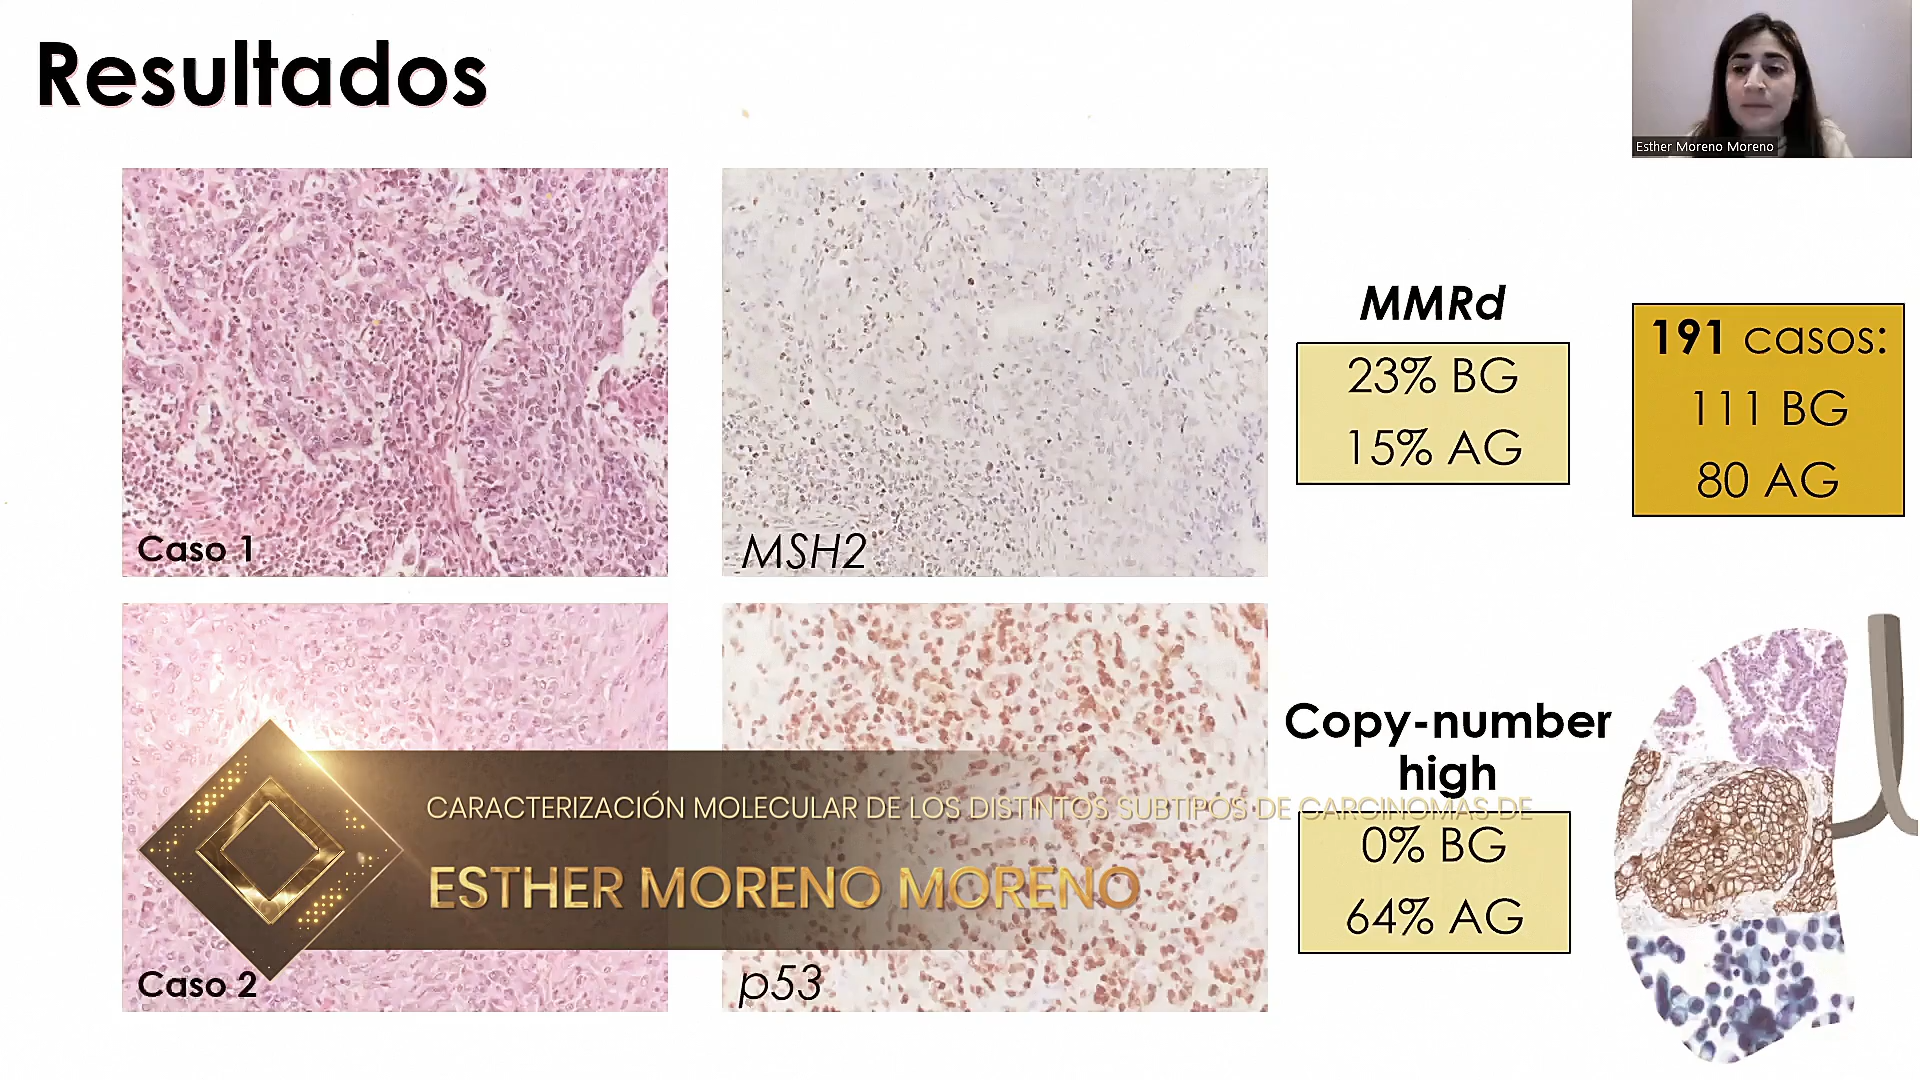 Resultados
Esther Moreno Moreno
Caso 1
MSH2
MMRd
23% BG
15% AG
191 casos:
111 BG
80 AG
Caso 2
p53
Copy-number
high
0% BG
64% AG
CARACTERIZACIÓN MOLECULAR DE LOS DISTINTOS SUBTIPOS DE CARCINOMAS DE
ESTHER MORENO MORENO